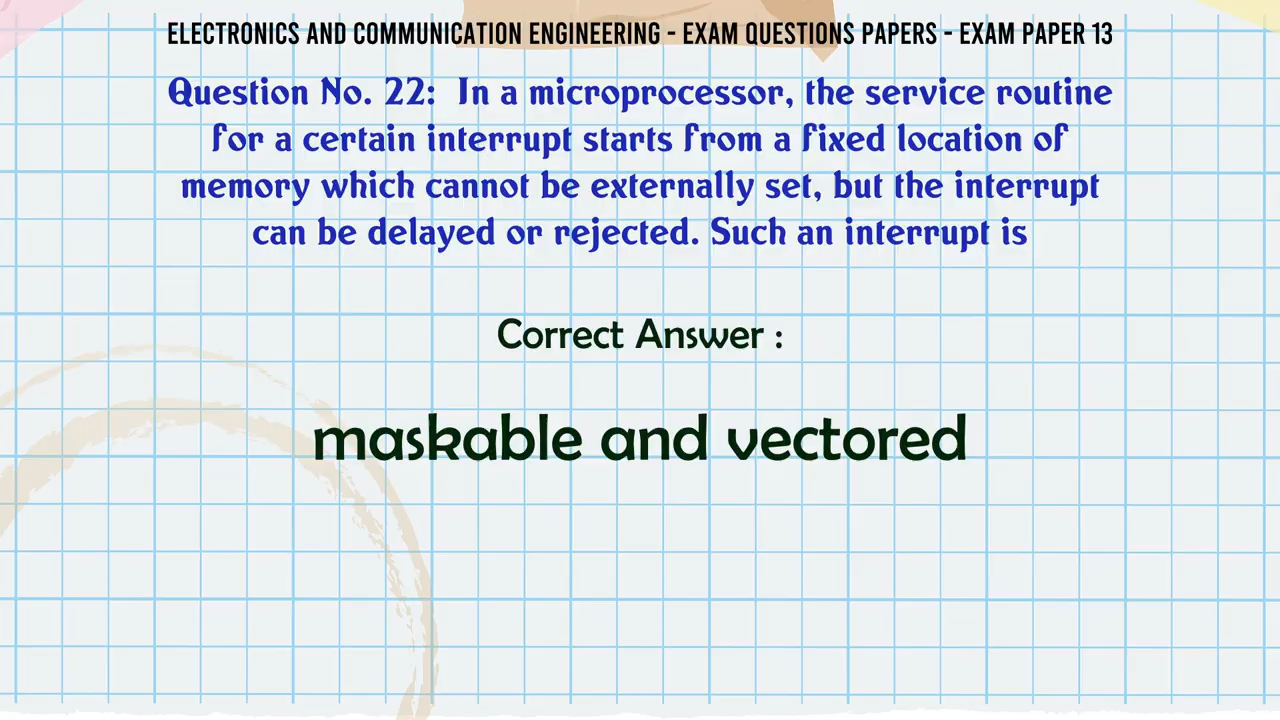 ELECTRONICS AND COMMUNICATION ENGINEERING - EXAM QUESTIONS PAPERS - EXAM PAPER 13
Question No. 22:  In a microprocessor, the service routine
for a certain interrupt starts from a fixed location of
memory which cannot be externally set, but the interrupt
can be delayed or rejected. Such an interrupt is
Correct Answer :
maskable and vectored